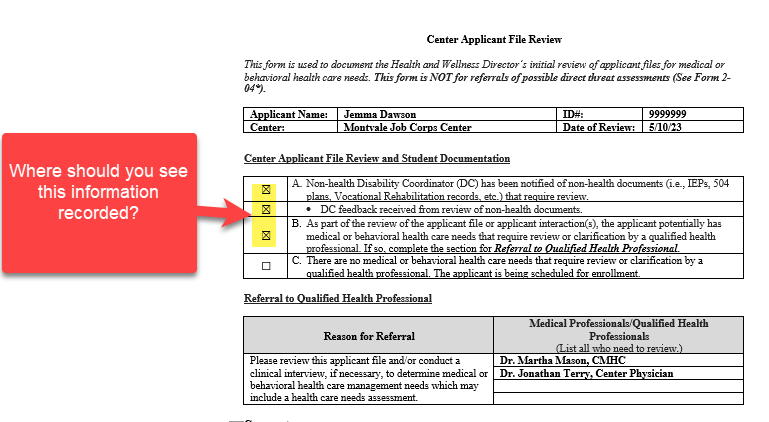 Center Applicant File Review
This form is used to document the Health and Wellness Director's initial review of applicant files for medical or
behavioral health care needs. This form is NOT for referrals of possible direct threat assessments (See Form 2-
04*).
Applicant Name: Jemma Dawson ID#: 9999999
Center: Montvale Job Corps Center Date of Review: 5/10/23
Where should you see
this information
recorded?
Center Applicant File Review and Student Documentation
☒ A. Non-health Disability Coordinator (DC) has been notified of non-health documents (i.e., IEPs, 504
plans, Vocational Rehabilitation records, etc.) that require review.
☒ • DC feedback received from review of non-health documents.
☒ B. As part of the review of the applicant file or applicant interaction(s), the applicant potentially has
medical or behavioral health care needs that require review or clarification by a qualified health
professional. If so, complete the section for Referral to Qualified Health Professional.
☐ C. There are no medical or behavioral health care needs that require review or clarification by a
qualified health professional. The applicant is being scheduled for enrollment.
Referral to Qualified Health Professional
Reason for Referral
Medical Professionals/Qualified Health
Professionals
(List all who need to review.)
Please review this applicant file and/or conduct a
clinical interview, if necessary, to determine medical or
behavioral health care management needs which may
include a health care needs assessment.
Dr. Martha Mason, CMHC
Dr. Jonathan Terry, Center Physician